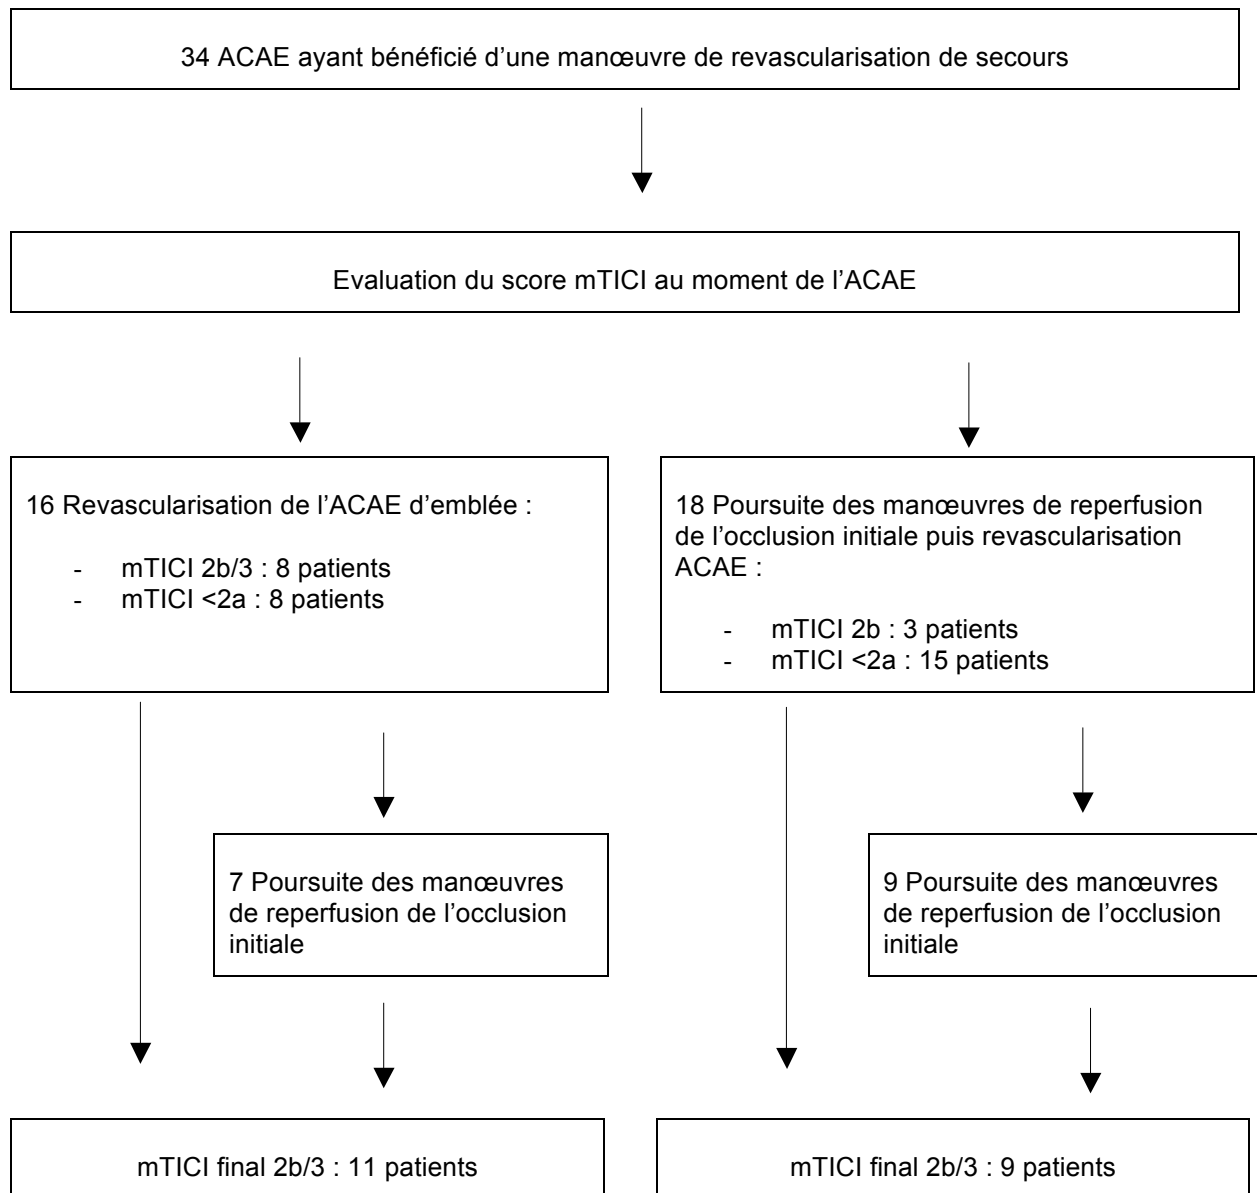 34 ACAE ayant bénéficié d’une manœuvre de revascularisation de secours
Evaluation du score mTICI au moment de l’ACAE
16 Revascularisation de l’ACAE d’emblée :
- mTICI 2b/3 : 8 patients
- mTICI <2a : 8 patients
18 Poursuite des manœuvres de reperfusion
de l’occlusion initiale puis revascularisation
ACAE :
- mTICI 2b : 3 patients
- mTICI <2a : 15 patients
7 Poursuite des manœuvres
de reperfusion de l’occlusion
initiale
9 Poursuite des manœuvres
de reperfusion de l’occlusion
initiale
mTICI final 2b/3 : 11 patients
mTICI final 2b/3 : 9 patients